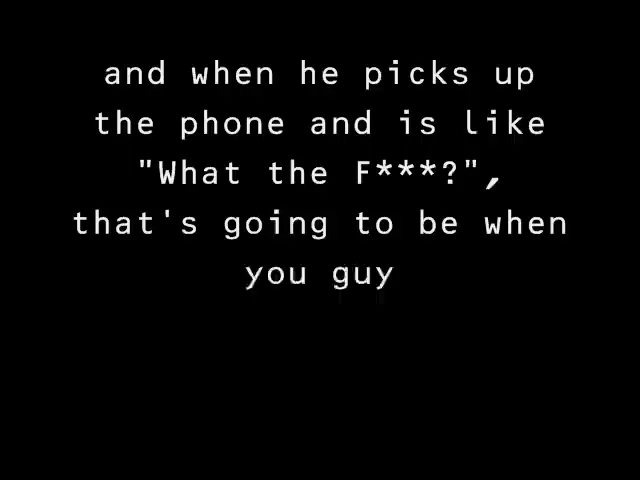 and when he picks up
the phone and is like
"What the F***?",
that's going to be when
you guy